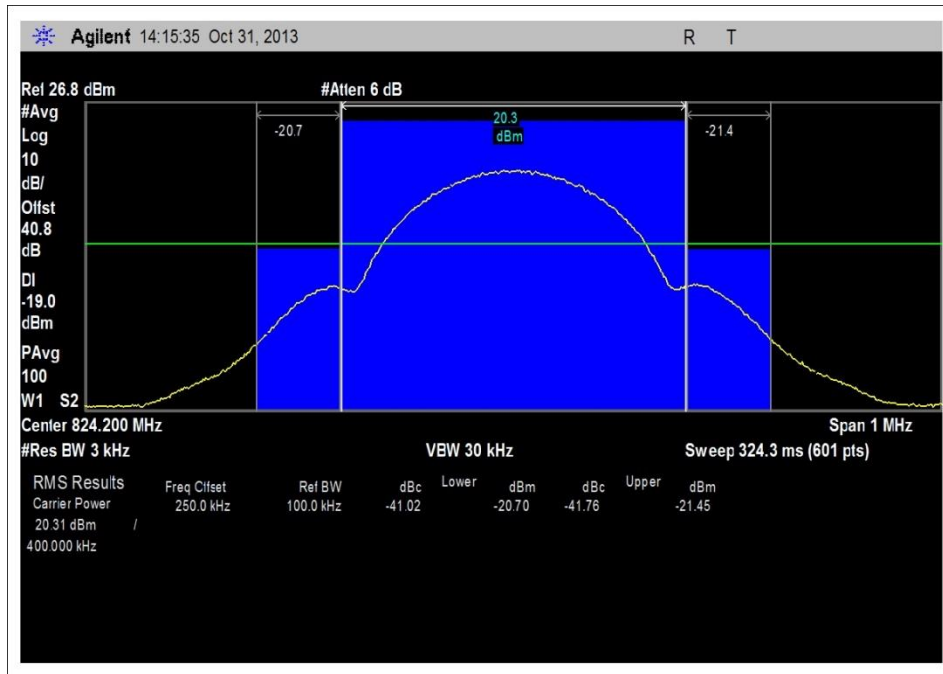 Agilent 14:15:35 Oct 31, 2013 R T
Ref 26.8 dBm #Atten 6 dB
#Avg
Log
10
dB/
Offst
40.8
dB
DI
-19.0
dBm
PAvg
100
W1 S2
-20.7
20.3
dBm
-21.4
Center 824.200 MHz Span 1 MHz
#Res BW 3 kHz VBW 30 kHz Sweep 324.3 ms (601 pts)
RMS Results Freq Offset Ref BW dBc Lower dBm dBc Upper dBm
Carrier Power 250.0 kHz 100.0 kHz -41.02 -20.70 -41.76 -21.45
20.31 dBm /
400.000 kHz